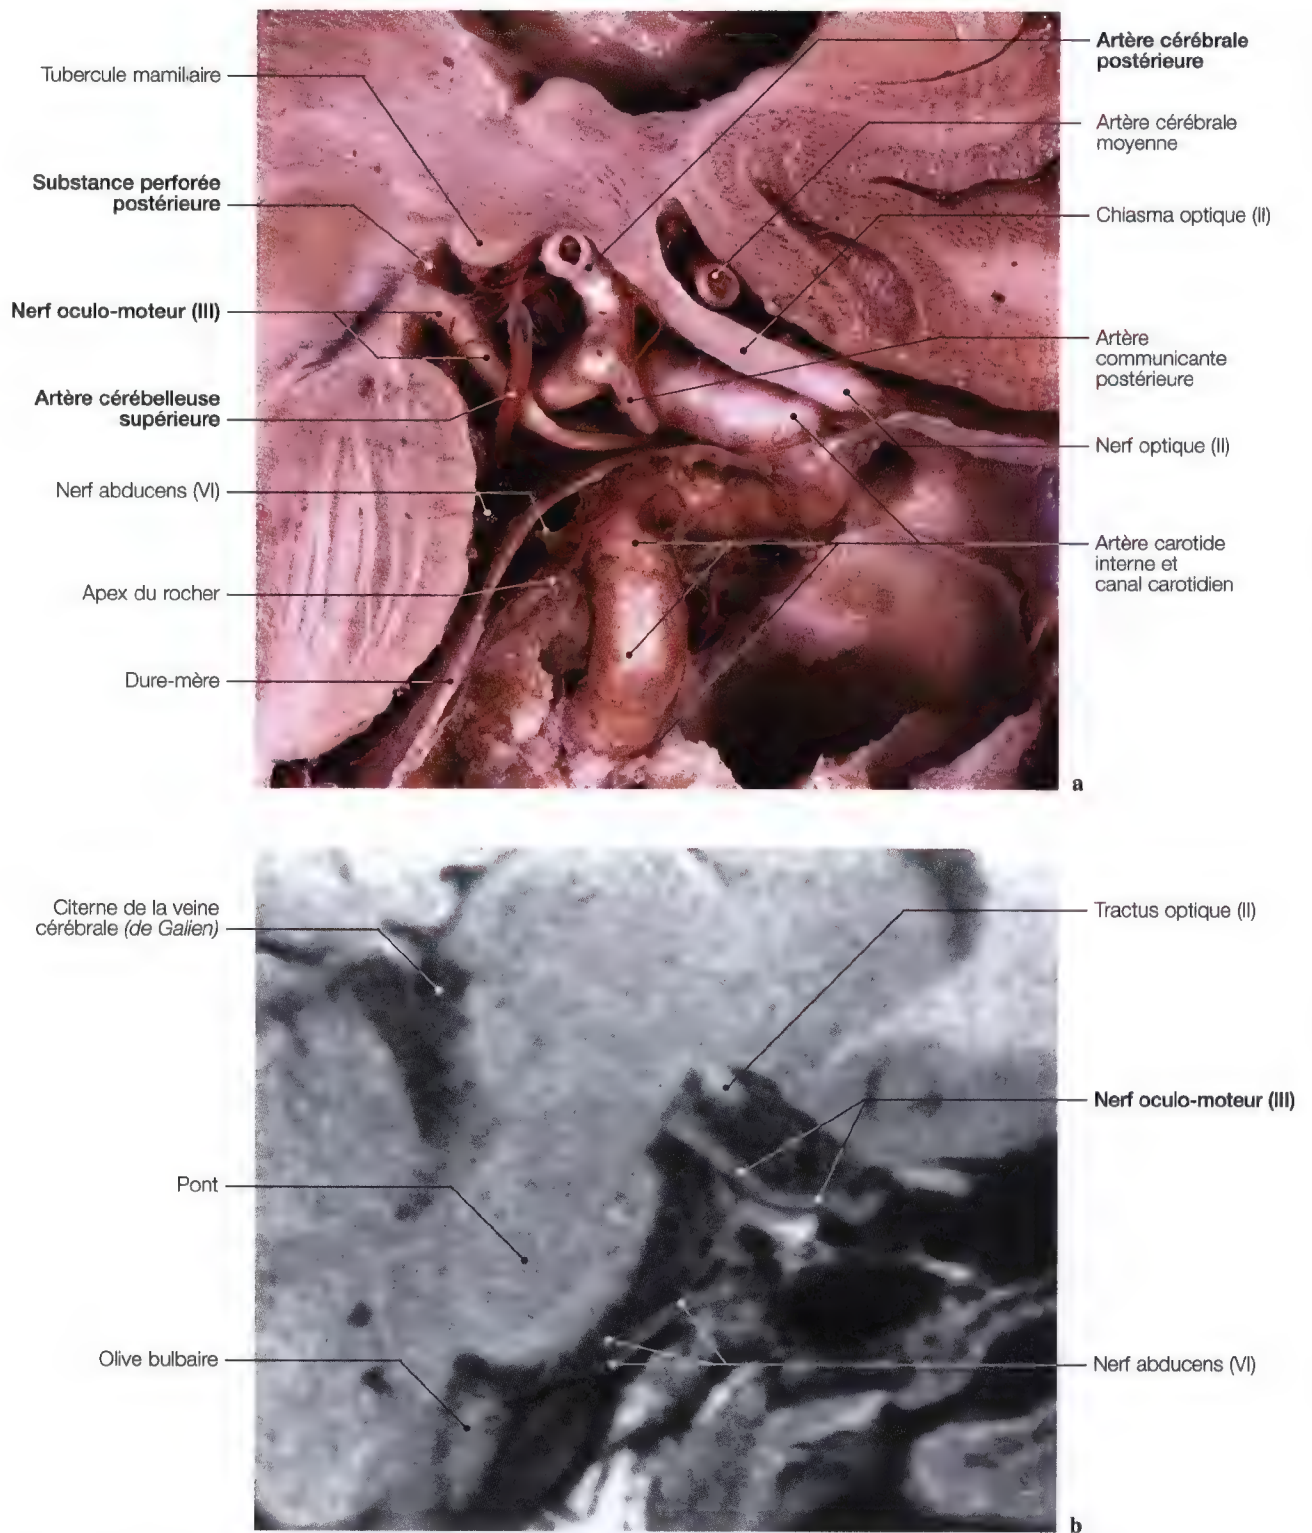 Tubercule mamilaire
Substance perforée
postérieure
Nerf oculo-moteur (III)
Artère cérébelleuse
supérieure
Nerf abducens (VI)
Apex du rocher
Dure-mère
Artère cérébrale
postérieure
Artère cérébrale
moyenne
Chiasma optique (II)
Artère
communicante
postérieure
Nerf optique (II)
Artère carotide
interne et
canal carotidien
a
Citerne de la veine
cérébrale (de Galien)
Pont
Olive bulbaire
Tractus optique (II)
Nerf oculo-moteur (III)
Nerf abducens (VI)
b